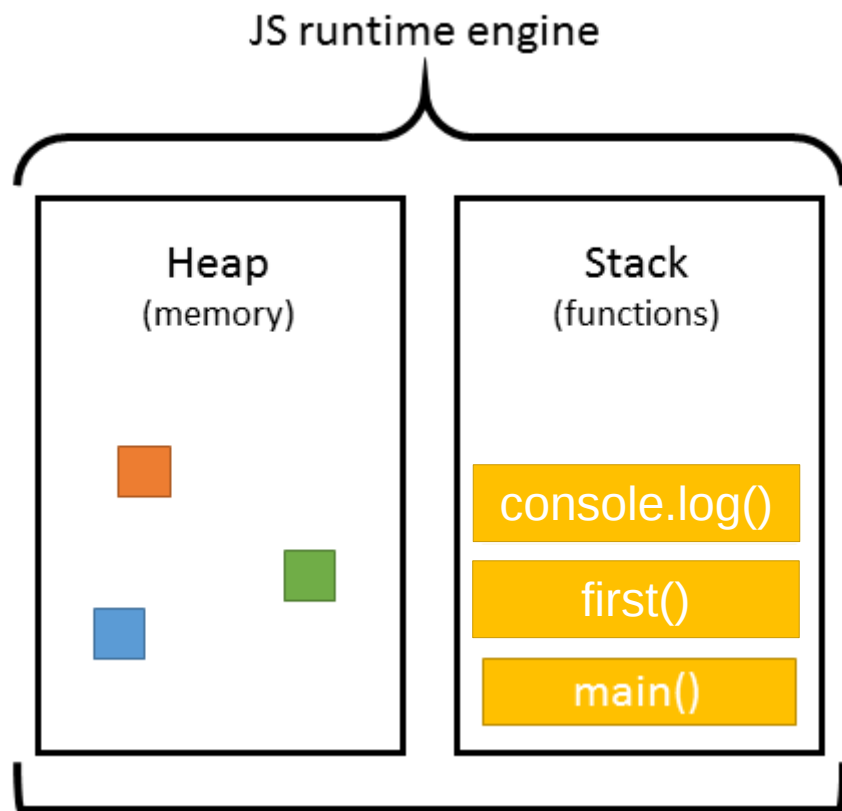 JS runtime engine
Heap
(memory)
Stack
(functions)
console.log()
first()
main()